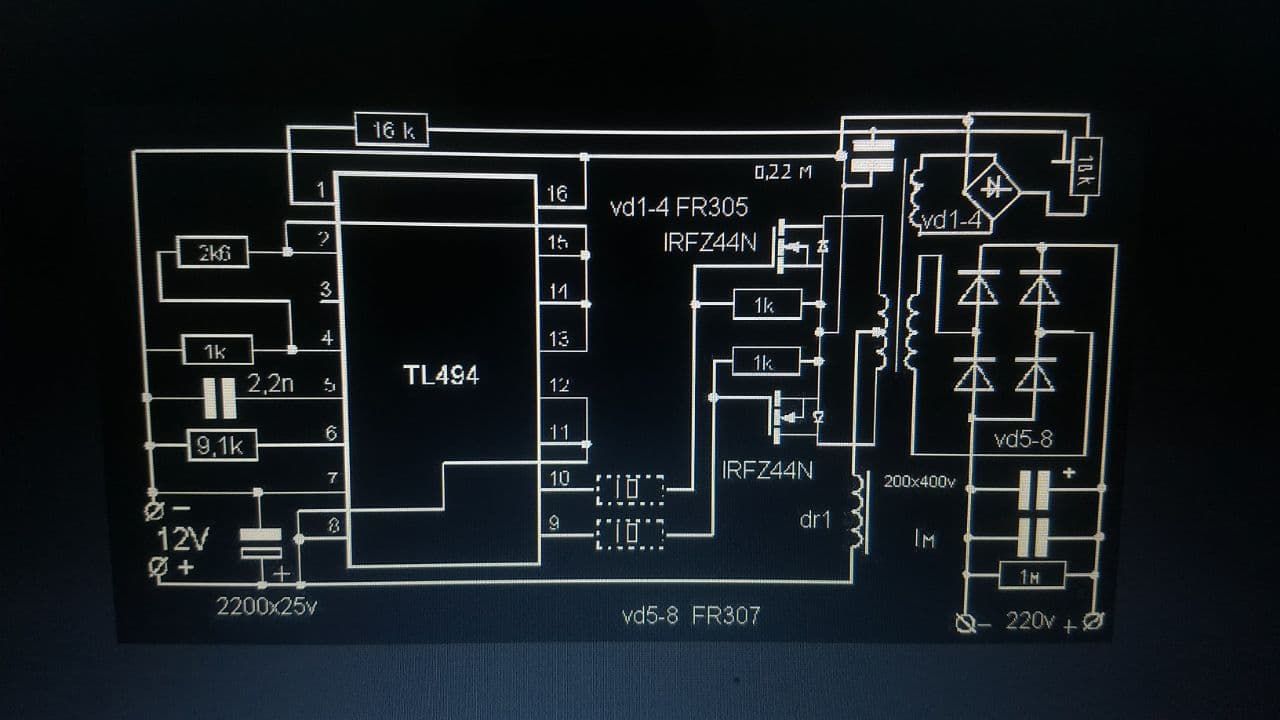 16 k
0,22 м
10 k
1
16
vd1-4 FR305
vd1-4
2
15
IRFZ44N
2k6
3
14
1k
4
13
1k
1k
TL494
2,2n
5
12
6
11
vd5-8
9,1k
7
10
10
IRFZ44N
200x400v
+
8
9
10
dr1
1м
−
12V
+
+
1м
2200x25v
vd5-8 FR307
− 220v +